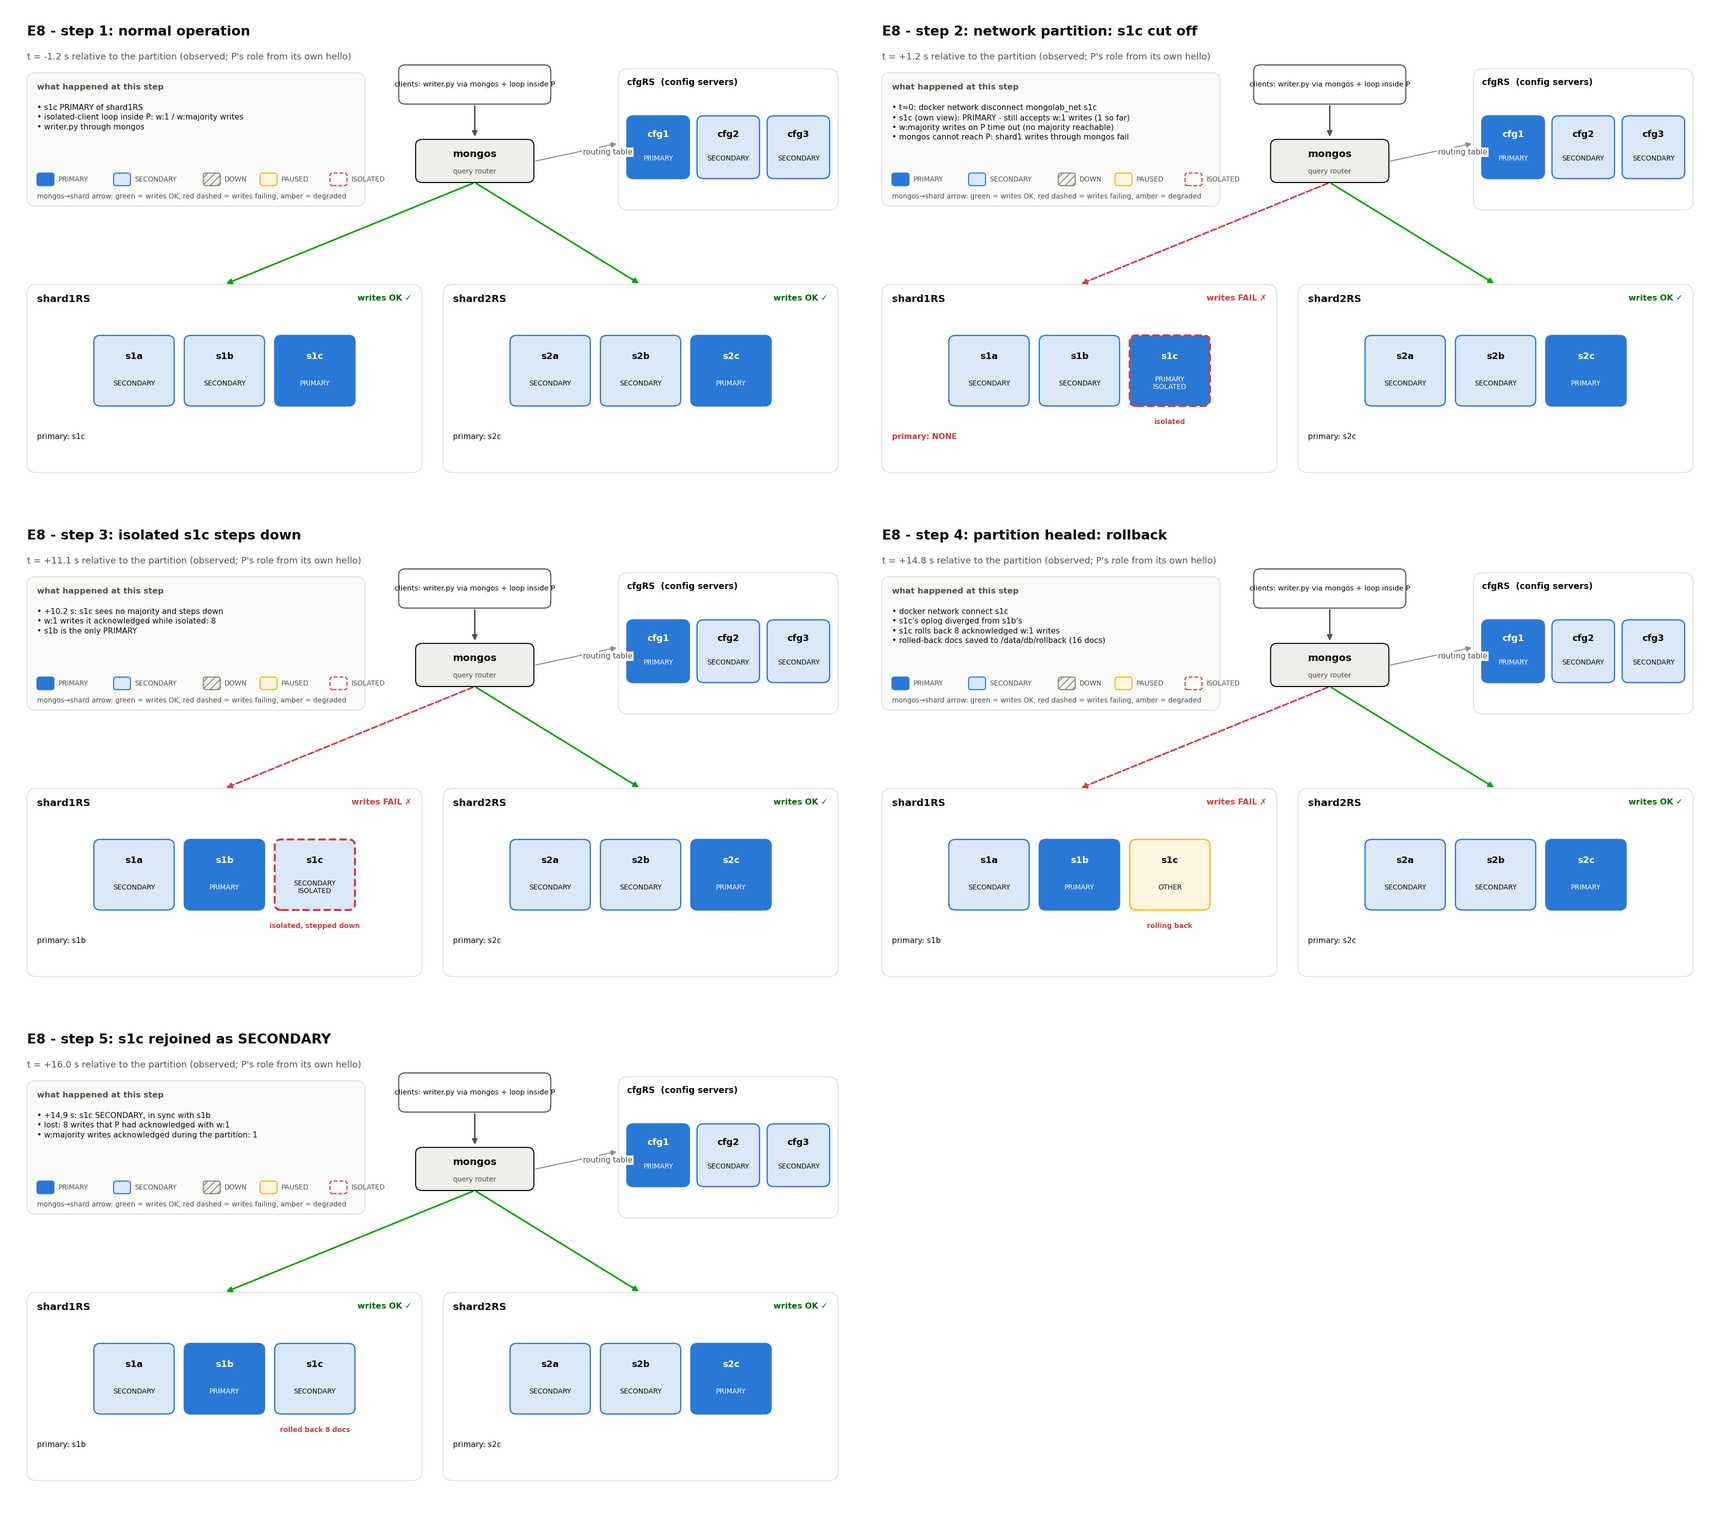 E8 - step 1: normal operation
t = -1.2 s relative to the partition (observed; P's role from its own hello)
what happened at this step
• s1c PRIMARY of shard1RS
• isolated-client loop inside P: w:1 / w:majority writes
• writer.py through mongos
PRIMARY SECONDARY DOWN PAUSED ISOLATED
mongos→shard arrow: green = writes OK, red dashed = writes failing, amber = degraded
clients: writer.py via mongos + loop inside P
mongos
query router
routing table
cfgRS (config servers)
cfg1 cfg2 cfg3
PRIMARY SECONDARY SECONDARY
shard1RS writes OK ✓
s1a s1b s1c
SECONDARY SECONDARY PRIMARY
primary: s1c
shard2RS writes OK ✓
s2a s2b s2c
SECONDARY SECONDARY PRIMARY
primary: s2c
E8 - step 2: network partition: s1c cut off
t = +1.2 s relative to the partition (observed; P's role from its own hello)
what happened at this step
• t=0: docker network disconnect mongolab_net s1c
• s1c (own view): PRIMARY - still accepts w:1 writes (1 so far)
• w:majority writes on P time out (no majority reachable)
• mongos cannot reach P: shard1 writes through mongos fail
PRIMARY SECONDARY DOWN PAUSED ISOLATED
mongos→shard arrow: green = writes OK, red dashed = writes failing, amber = degraded
clients: writer.py via mongos + loop inside P
mongos
query router
routing table
cfgRS (config servers)
cfg1 cfg2 cfg3
PRIMARY SECONDARY SECONDARY
shard1RS writes FAIL ✗
s1a s1b s1c
SECONDARY SECONDARY PRIMARY
ISOLATED
isolated
primary: NONE
shard2RS writes OK ✓
s2a s2b s2c
SECONDARY SECONDARY PRIMARY
primary: s2c
E8 - step 3: isolated s1c steps down
t = +11.1 s relative to the partition (observed; P's role from its own hello)
what happened at this step
• +10.2 s: s1c sees no majority and steps down
• w:1 writes it acknowledged while isolated: 8
• s1b is the only PRIMARY
PRIMARY SECONDARY DOWN PAUSED ISOLATED
mongos→shard arrow: green = writes OK, red dashed = writes failing, amber = degraded
clients: writer.py via mongos + loop inside P
mongos
query router
routing table
cfgRS (config servers)
cfg1 cfg2 cfg3
PRIMARY SECONDARY SECONDARY
shard1RS writes FAIL ✗
s1a s1b s1c
SECONDARY PRIMARY SECONDARY
ISOLATED
isolated, stepped down
primary: s1b
shard2RS writes OK ✓
s2a s2b s2c
SECONDARY SECONDARY PRIMARY
primary: s2c
E8 - step 4: partition healed: rollback
t = +14.8 s relative to the partition (observed; P's role from its own hello)
what happened at this step
• docker network connect s1c
• s1c's oplog diverged from s1b's
• s1c rolls back 8 acknowledged w:1 writes
• rolled-back docs saved to /data/db/rollback (16 docs)
PRIMARY SECONDARY DOWN PAUSED ISOLATED
mongos→shard arrow: green = writes OK, red dashed = writes failing, amber = degraded
clients: writer.py via mongos + loop inside P
mongos
query router
routing table
cfgRS (config servers)
cfg1 cfg2 cfg3
PRIMARY SECONDARY SECONDARY
shard1RS writes FAIL ✗
s1a s1b s1c
SECONDARY PRIMARY OTHER
rolling back
primary: s1b
shard2RS writes OK ✓
s2a s2b s2c
SECONDARY SECONDARY PRIMARY
primary: s2c
E8 - step 5: s1c rejoined as SECONDARY
t = +16.0 s relative to the partition (observed; P's role from its own hello)
what happened at this step
• +14.9 s: s1c SECONDARY, in sync with s1b
• lost: 8 writes that P had acknowledged with w:1
• w:majority writes acknowledged during the partition: 1
PRIMARY SECONDARY DOWN PAUSED ISOLATED
mongos→shard arrow: green = writes OK, red dashed = writes failing, amber = degraded
clients: writer.py via mongos + loop inside P
mongos
query router
routing table
cfgRS (config servers)
cfg1 cfg2 cfg3
PRIMARY SECONDARY SECONDARY
shard1RS writes OK ✓
s1a s1b s1c
SECONDARY PRIMARY SECONDARY
rolled back 8 docs
primary: s1b
shard2RS writes OK ✓
s2a s2b s2c
SECONDARY SECONDARY PRIMARY
primary: s2c